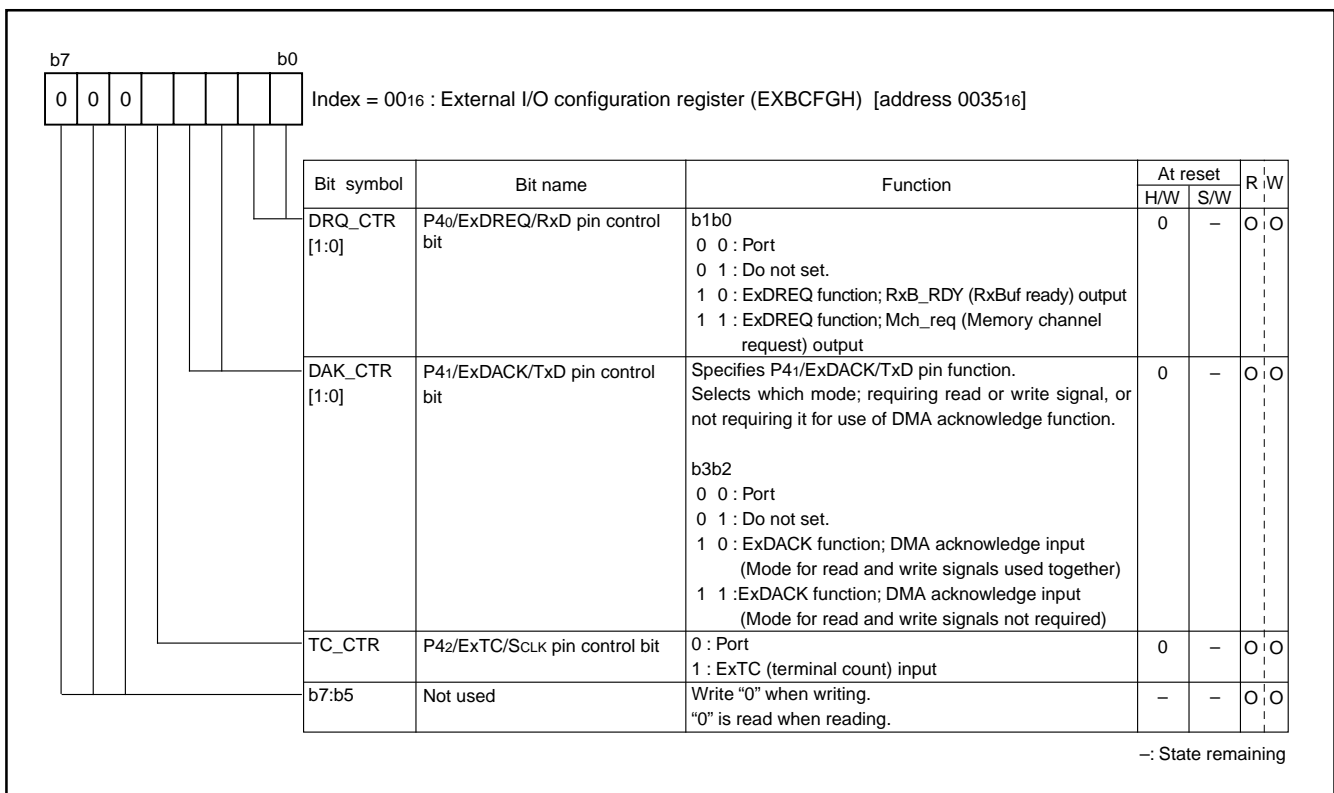 b7 b0
0 0 0 Index = 0016 : External I/O configuration register (EXBCFGH) [address 003516]
Bit symbol Bit name Function At reset R W
H/W S/W
DRQ_CTR P40/ExDREQ/RxD pin control b1b0 0 – O O
[1:0] bit 0 0 : Port
0 1 : Do not set.
1 0 : ExDREQ function; RxB_RDY (RxBuf ready) output
1 1 : ExDREQ function; Mch_req (Memory channel
request) output
DAK_CTR P41/ExDACK/TxD pin control Specifies P41/ExDACK/TxD pin function. 0 – O O
[1:0] bit Selects which mode; requiring read or write signal, or
not requiring it for use of DMA acknowledge function.
b3b2
0 0 : Port
0 1 : Do not set.
1 0 : ExDACK function; DMA acknowledge input
(Mode for read and write signals used together)
1 1 :ExDACK function; DMA acknowledge input
(Mode for read and write signals not required)
TC_CTR P42/ExTC/SCLK pin control bit 0 : Port 0 – O O
1 : ExTC (terminal count) input
b7:b5 Not used Write “0” when writing. – – O O
“0” is read when reading.
–: State remaining